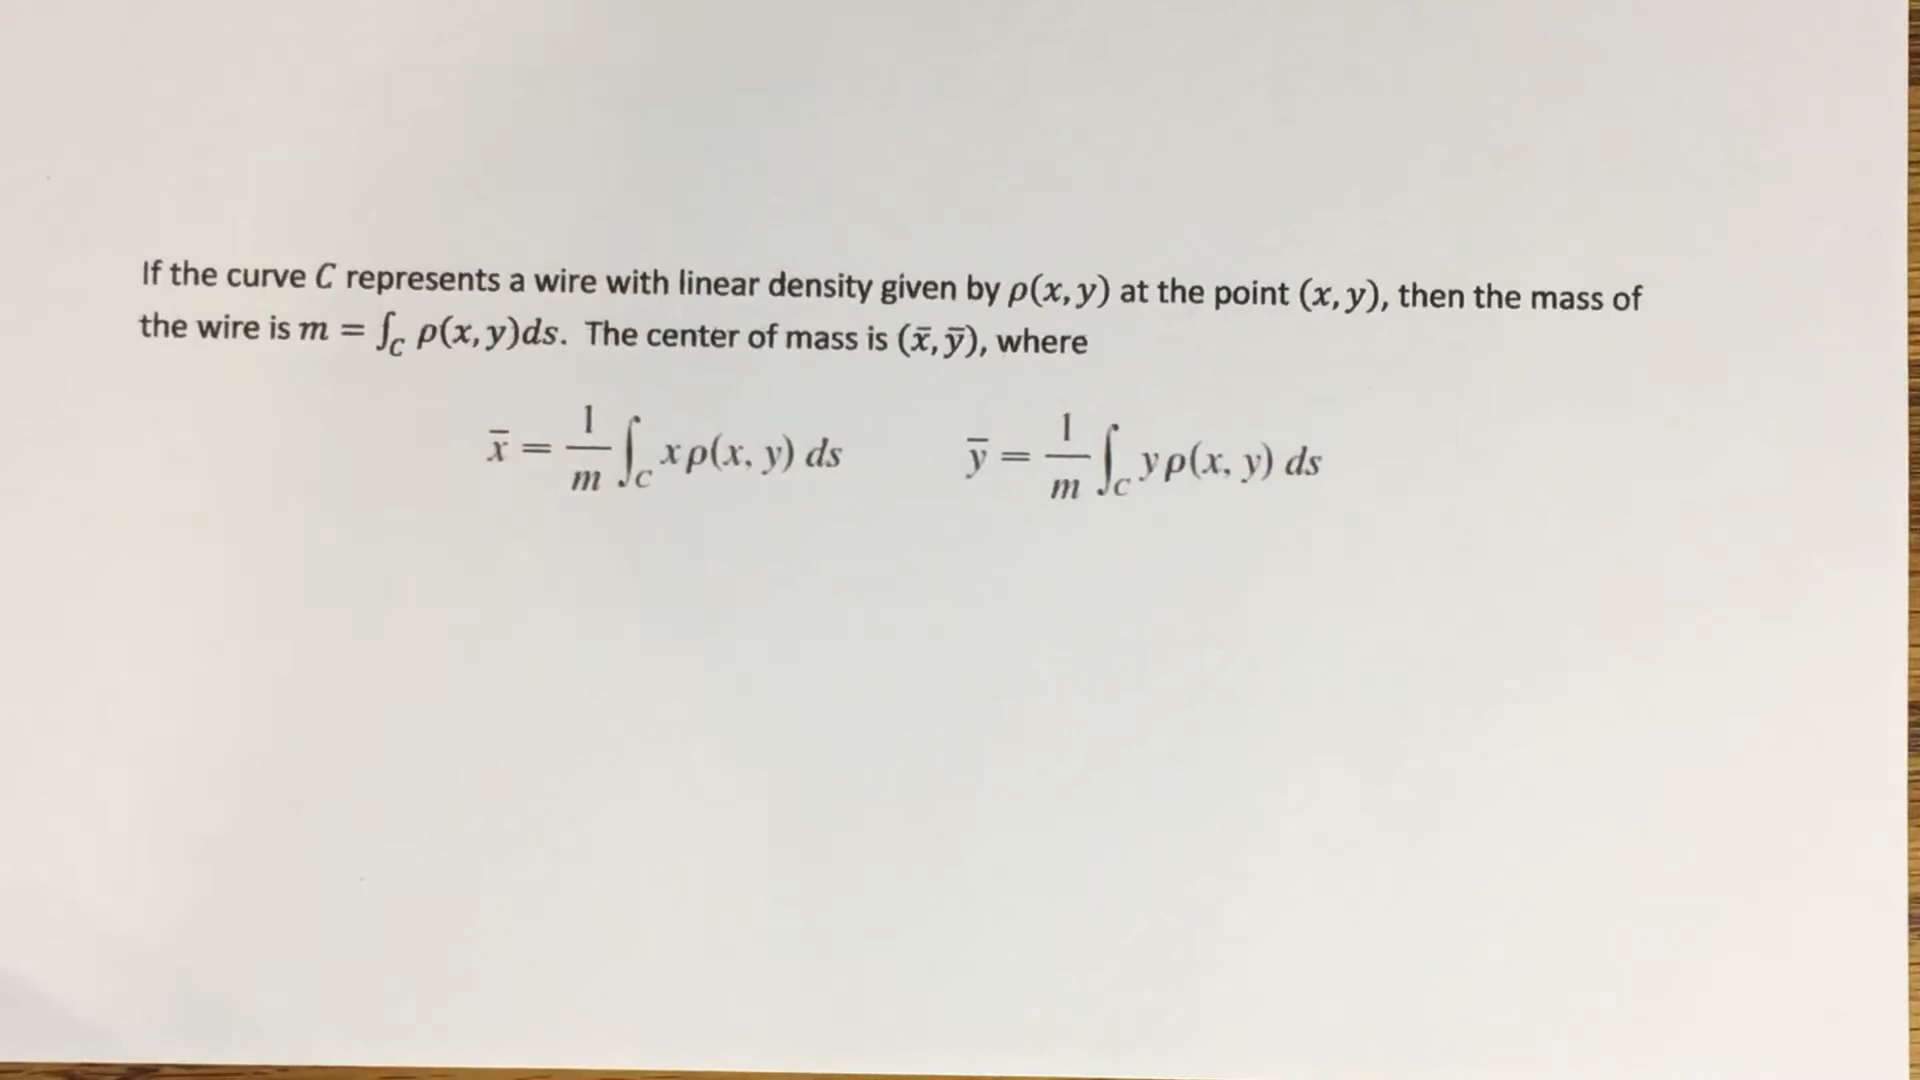 If the curve C represents a wire with linear density given by ρ(x, y) at the point (x, y), then the mass of
the wire is m = ∫_C ρ(x, y)ds. The center of mass is (x̄, ȳ), where
x̄ = 1/m ∫_C xρ(x, y) ds ȳ = 1/m ∫_C yρ(x, y) ds